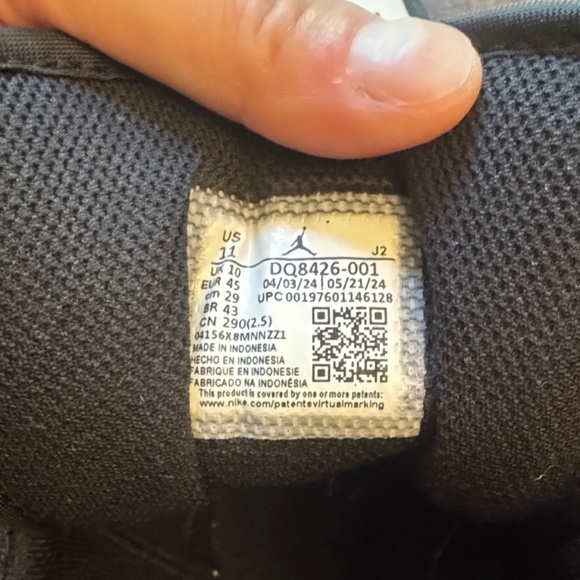 US
11
J2
UK 10
DQ8426-001
EUR 45
04/03/24 | 05/21/24
cm 29
UPC 00197601146128
BR 43
CN 290(2.5)
04156X8MNNZZ1
MADE IN INDONESIA
HECHO EN INDONESIA
FABRIQUE EN INDONESIE
FABRICADO NA INDONÉSIA
This product is covered by one or more patents:
www.nike.com/patentsvirtualmarking